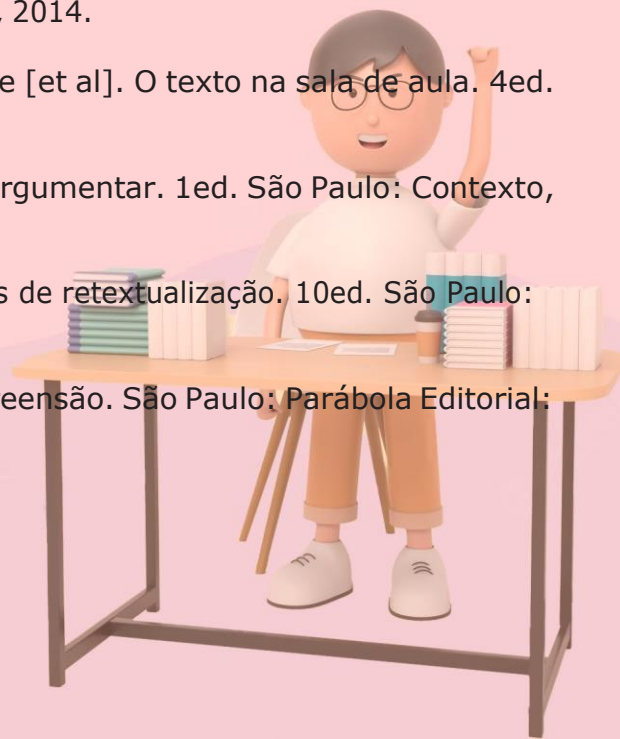 , 2014.
e [et al]. O texto na sala de aula. 4ed.
rgumentar. 1ed. São Paulo: Contexto,
s de retextualização. 10ed. São Paulo:
reensão. São Paulo: Parábola Editorial: